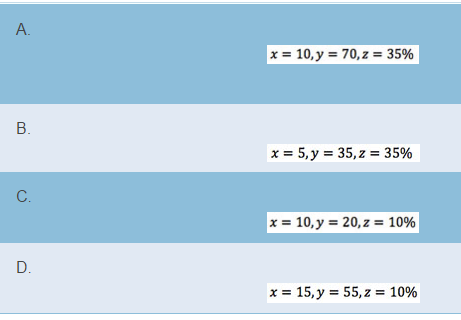 A.
x = 10, y = 70, z = 35%
B.
x = 5, y = 35, z = 35%
C.
x = 10, y = 20, z = 10%
D.
x = 15, y = 55, z = 10%